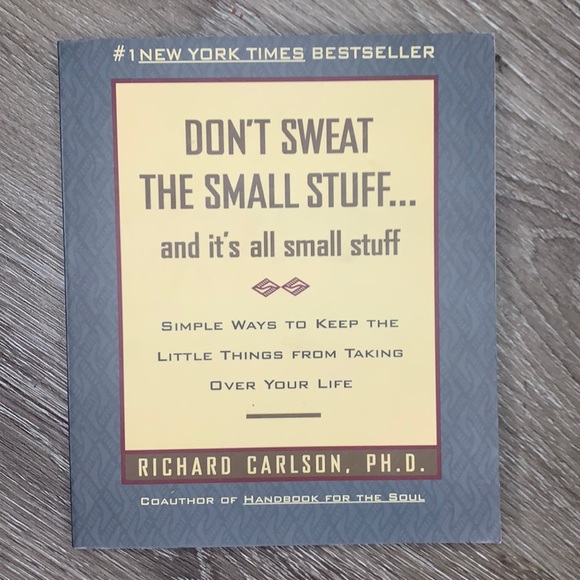 #1 NEW YORK TIMES BESTSELLER
DON'T SWEAT
THE SMALL STUFF...
and it's all small stuff
SIMPLE WAYS TO KEEP THE
LITTLE THINGS FROM TAKING
OVER YOUR LIFE
RICHARD CARLSON, PH.D.
COAUTHOR OF HANDBOOK FOR THE SOUL